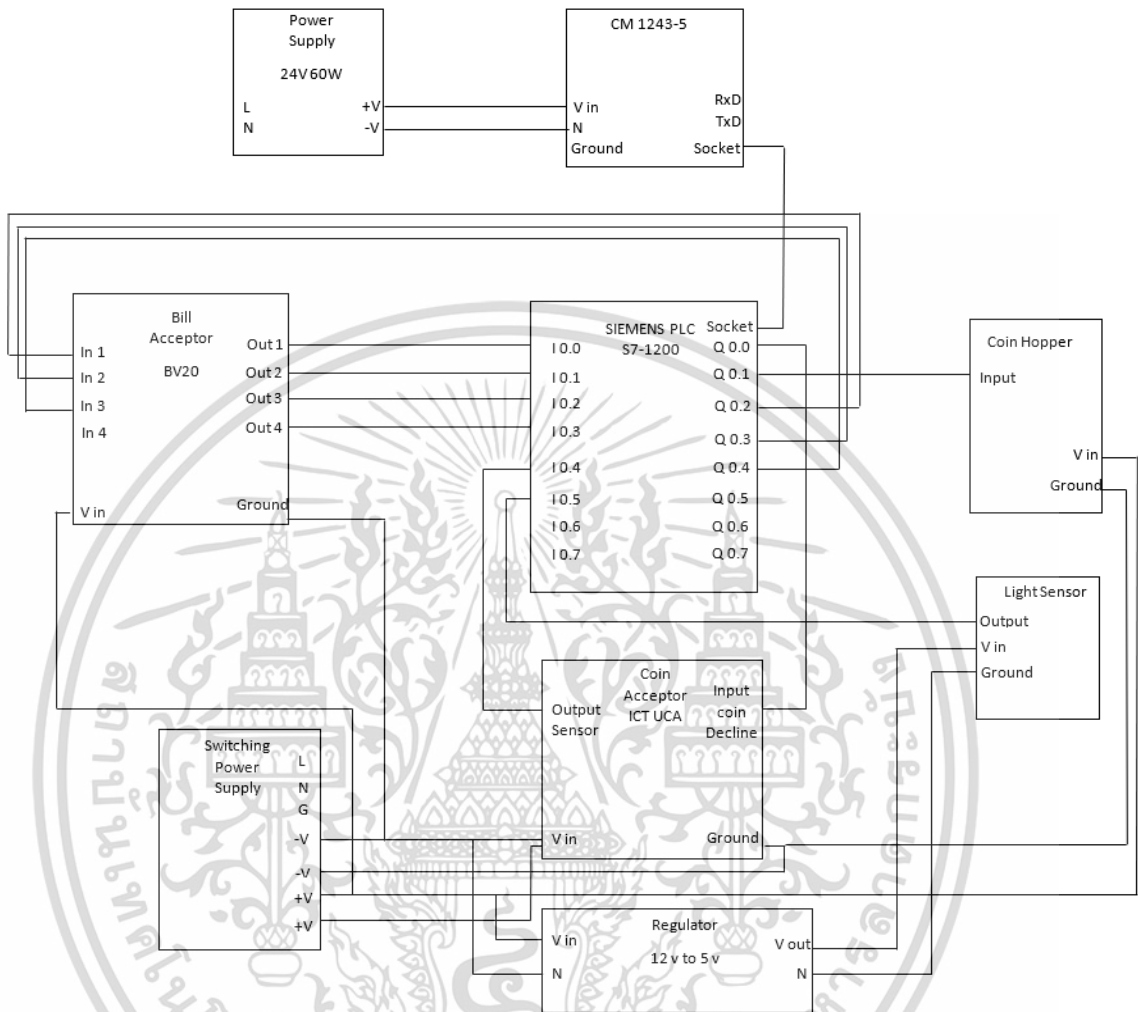 Power
Supply
24V 60W
L
N
+V
-V
CM 1243-5
V in
N
Ground
RxD
TxD
Socket
Bill
Acceptor
BV20
In 1
In 2
In 3
In 4
V in
Out 1
Out 2
Out 3
Out 4
Ground
SIEMENS PLC
S7-1200
I 0.0
I 0.1
I 0.2
I 0.3
I 0.4
I 0.5
I 0.6
I 0.7
Socket
Q 0.0
Q 0.1
Q 0.2
Q 0.3
Q 0.4
Q 0.5
Q 0.6
Q 0.7
Coin Hopper
Input
V in
Ground
Light Sensor
Output
V in
Ground
Coin
Acceptor
ICT UCA
Output
Sensor
V in
Input
coin
Decline
Ground
Switching
Power
Supply
L
N
G
-V
-V
+V
+V
Regulator
12 v to 5 v
V in
N
V out
N